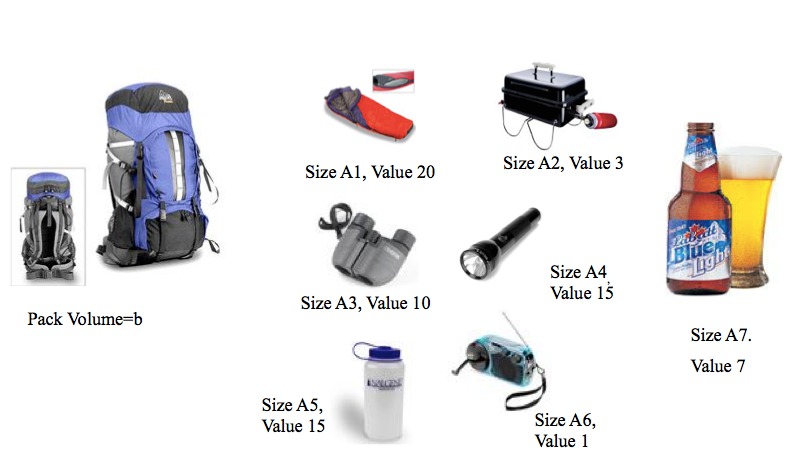 Size A1, Value 20
Size A2, Value 3
Size A3, Value 10
Size A4,
Value 15
Pack Volume=b
Size A5,
Value 15
Size A6,
Value 1
Size A7.
Value 7
Labatt
Blue
Light
NALGENE